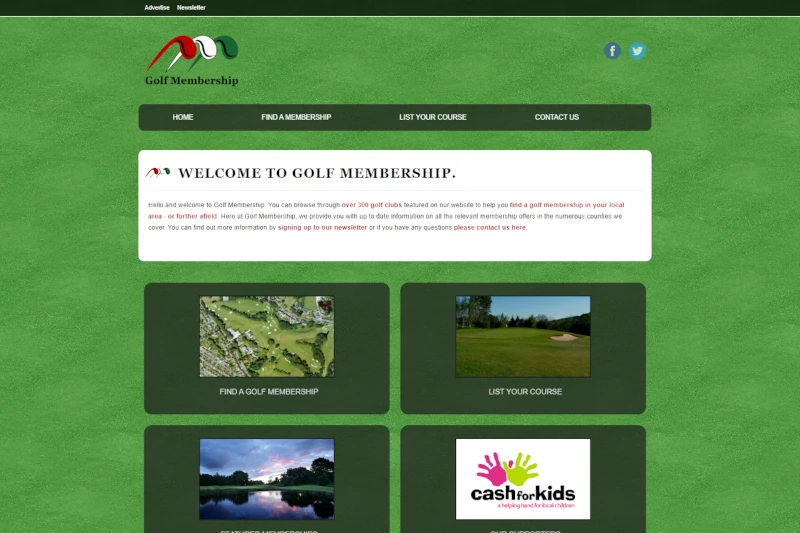 Advertise Newsletter
Golf Membership
HOME FIND A MEMBERSHIP LIST YOUR COURSE CONTACT US
WELCOME TO GOLF MEMBERSHIP.
Hello and welcome to Golf Membership. You can browse through over 300 golf clubs featured on our website to help you find a golf membership in your local
area - or further afield. Here at Golf Membership, we provide you with up to date information on all the relevant membership offers in the numerous counties we
cover. You can find out more information by signing up to our newsletter or if you have any questions please contact us here.
FIND A GOLF MEMBERSHIP LIST YOUR COURSE
cash for kids
a helping hand for local children
FEATURED MEMBERSHIPS OUR SUPPORTERS